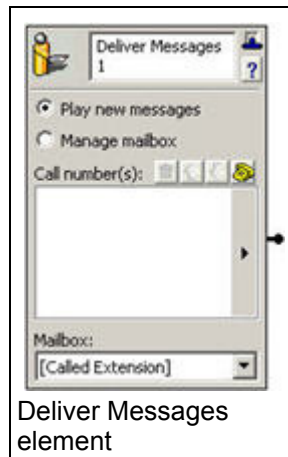 Deliver Messages
1
?
Play new messages
Manage mailbox
Call number(s):
Mailbox:
[Called Extension]
Deliver Messages
element